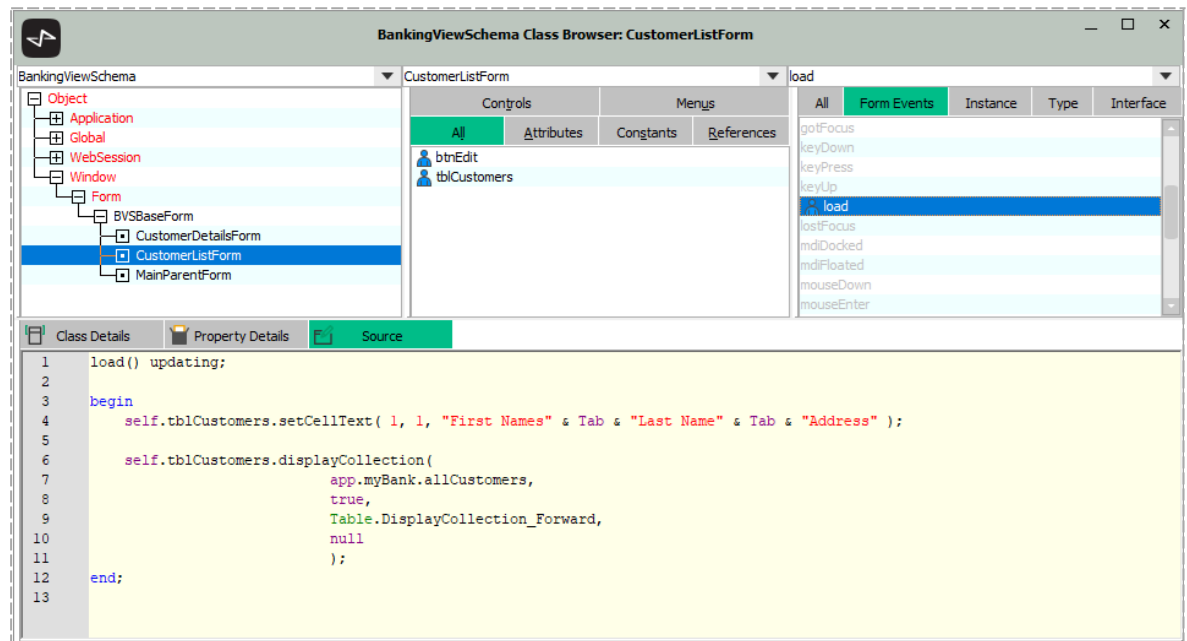 BankingViewSchema Class Browser: CustomerListForm
BankingViewSchema CustomerListForm load
Object
Application
Global
WebSession
Window
Form
BVSBaseForm
CustomerDetailsForm
CustomerListForm
MainParentForm
Controls Menus
All Attributes Constants References
btnEdit
tblCustomers
All Form Events Instance Type Interface
gotFocus
keyDown
keyPress
keyUp
load
lostFocus
mdiDocked
mdiFloated
mouseDown
mouseEnter
Class Details Property Details Source
1 load() updating;
2
3 begin
4 self.tblCustomers.setCellText( 1, 1, "First Names" & Tab & "Last Name" & Tab & "Address" );
5
6 self.tblCustomers.displayCollection(
7 app.myBank.allCustomers,
8 true,
9 Table.DisplayCollection_Forward,
10 null
11 );
12 end;
13